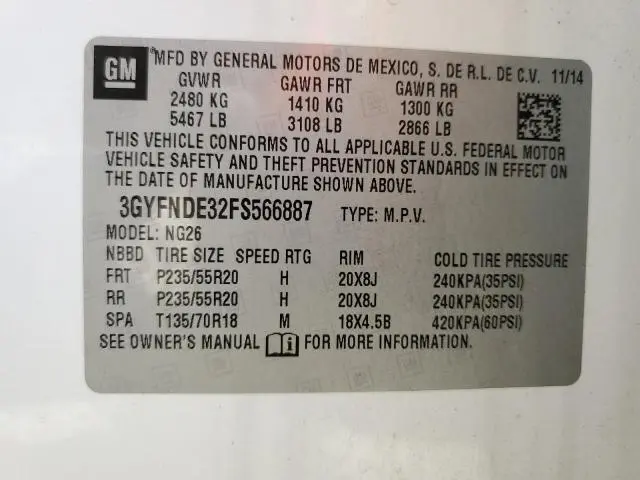 GM
®MFD BY GENERAL MOTORS DE MEXICO, S. DE R.L. DE C.V. 11/14
GVWR GAWR FRT GAWR RR
2480 KG 1410 KG 1300 KG
5467 LB 3108 LB 2866 LB
THIS VEHICLE CONFORMS TO ALL APPLICABLE U.S. FEDERAL MOTOR
VEHICLE SAFETY AND THEFT PREVENTION STANDARDS IN EFFECT ON
THE DATE OF MANUFACTURE SHOWN ABOVE.
3GYFNDE32FS566887 TYPE: M.P.V.
MODEL: NG26
NBBD TIRE SIZE SPEED RTG RIM COLD TIRE PRESSURE
FRT P235/55R20 H 20X8J 240KPA(35PSI)
RR P235/55R20 H 20X8J 240KPA(35PSI)
SPA T135/70R18 M 18X4.5B 420KPA(60PSI)
SEE OWNER'S MANUAL i FOR MORE INFORMATION.